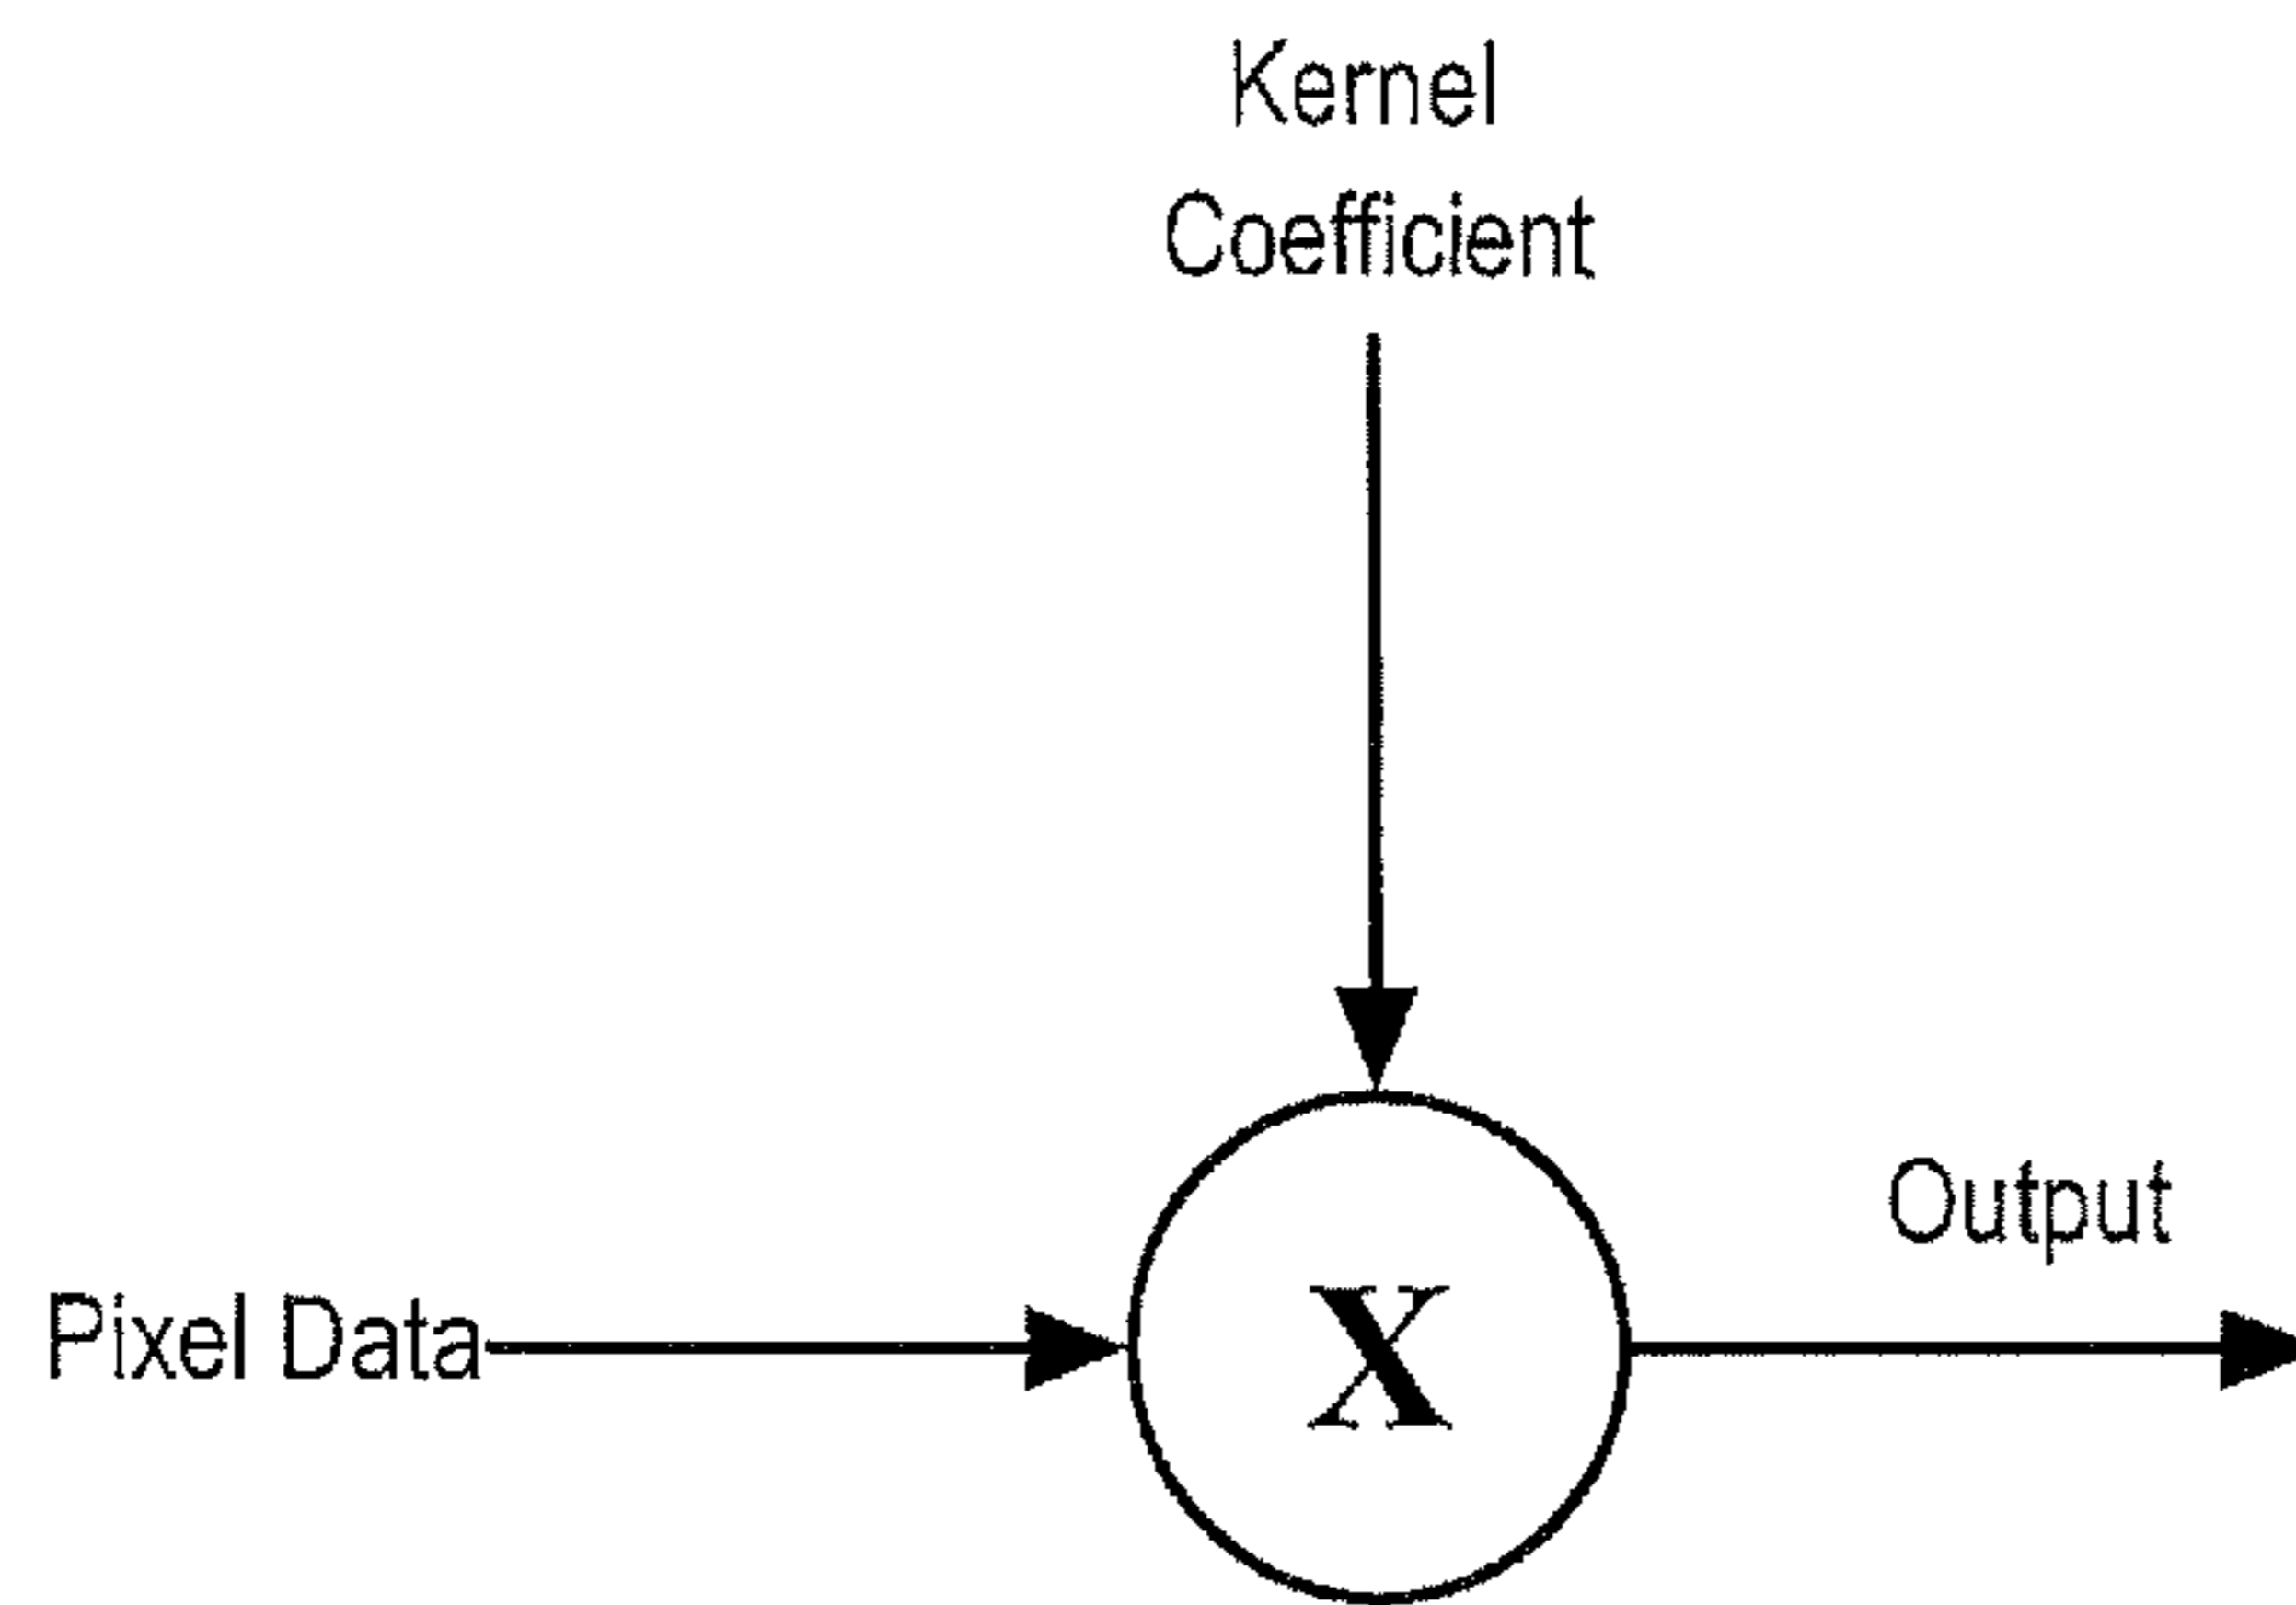 Kernel
Coefficient
Output
Pixel Data
X